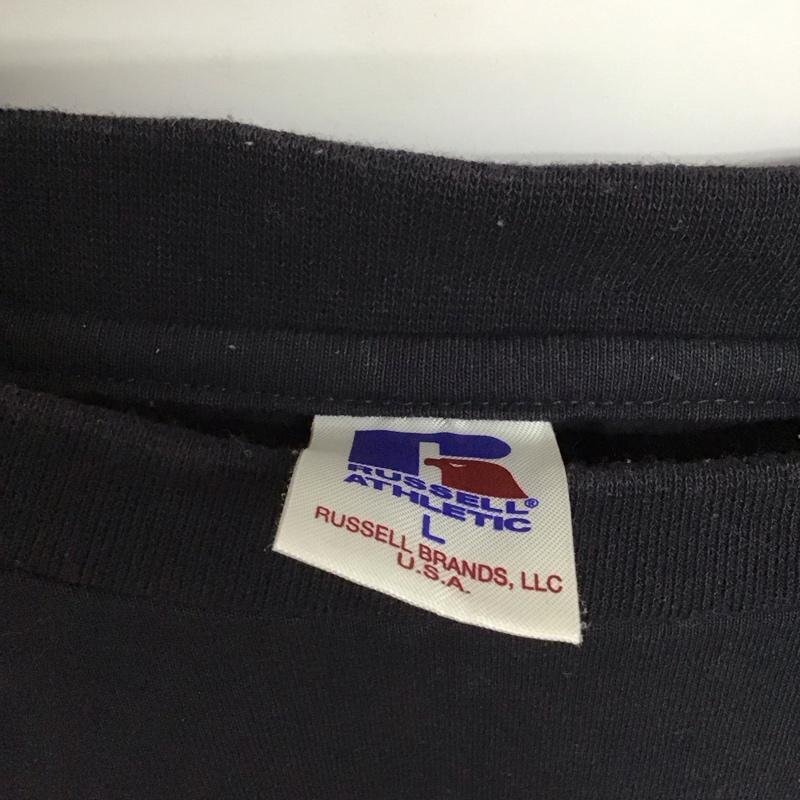 RUSSELL®
ATHLETIC
L
RUSSELL BRANDS, LLC
U.S.A.